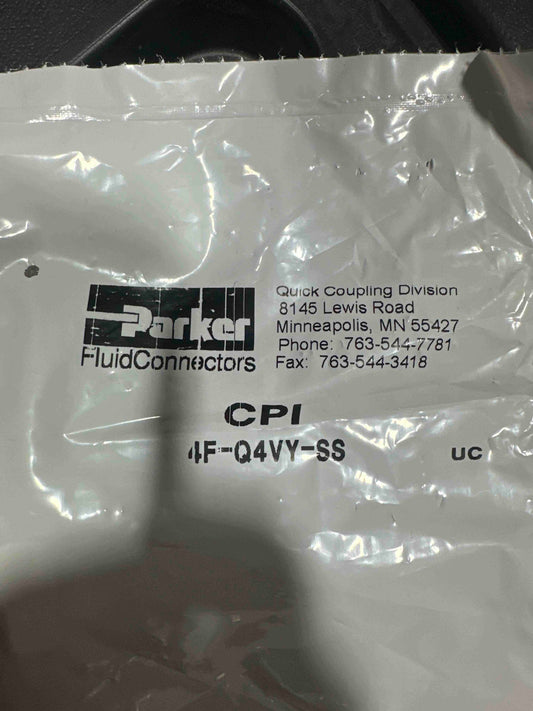 Parker
FluidConnectors
Quick Coupling Division
8145 Lewis Road
Minneapolis, MN 55427
Phone: 763-544-7781
Fax: 763-544-3418
CPI
4F-Q4VY-SS
UC